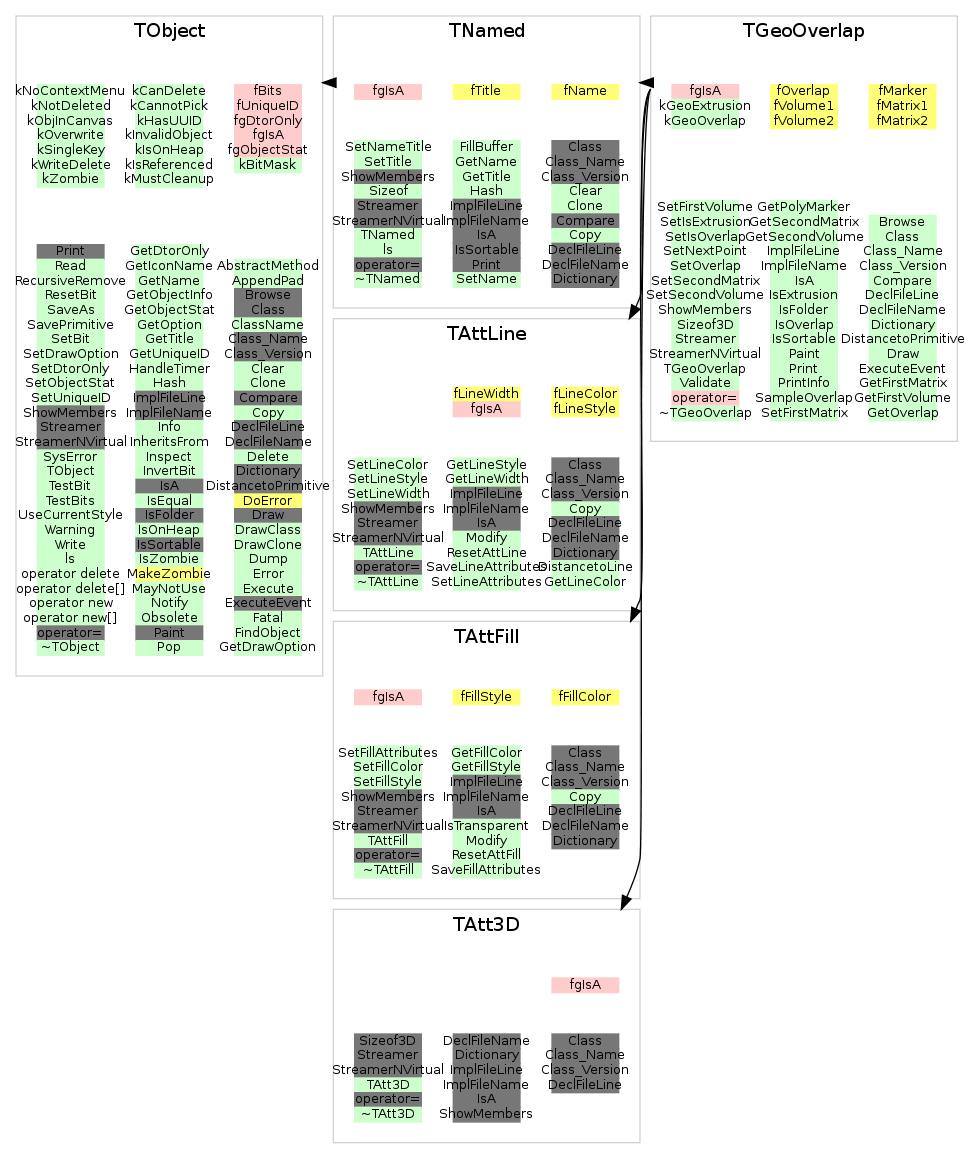 TObject
kNoContextMenu kCanDelete fBits
kNotDeleted kCannotPick fUniqueID
kObjInCanvas kHasUUID fgDtorOnly
kOverwrite kInvalidObject fgIsA
kSingleKey kIsOnHeap fgObjectStat
kWriteDelete kIsReferenced kBitMask
kZombie kMustCleanup
Print GetDtorOnly
Read GetIconName AbstractMethod
RecursiveRemove GetName AppendPad
ResetBit GetObjectInfo Browse
SaveAs GetObjectStat Class
SavePrimitive GetOption ClassName
SetBit GetTitle Class_Name
SetDrawOption GetUniqueID Class_Version
SetDtorOnly HandleTimer Clear
SetObjectStat Hash Clone
SetUniqueID ImplFileLine Compare
ShowMembers ImplFileName Copy
Streamer Info DeclFileLine
StreamerNVirtual InheritsFrom DeclFileName
SysError Inspect Delete
TObject InvertBit Dictionary
TestBit IsA DistancetoPrimitive
TestBits IsEqual DoError
UseCurrentStyle IsFolder Draw
Warning IsOnHeap DrawClass
Write IsSortable DrawClone
ls IsZombie Dump
operator delete MakeZombie Error
operator delete[] MayNotUse Execute
operator new Notify ExecuteEvent
operator new[] Obsolete Fatal
operator= Paint FindObject
~TObject Pop GetDrawOption
TNamed
fgIsA fTitle fName
SetNameTitle FillBuffer Class
SetTitle GetName Class_Name
ShowMembers GetTitle Class_Version
Sizeof Hash Clear
Streamer ImplFileLine Clone
StreamerNVirtual ImplFileName Compare
TNamed IsA Copy
ls IsSortable DeclFileLine
operator= Print DeclFileName
~TNamed SetName Dictionary
TAttLine
fLineWidth fLineColor
fgIsA fLineStyle
SetLineColor GetLineStyle Class
SetLineStyle GetLineWidth Class_Name
SetLineWidth ImplFileLine Class_Version
ShowMembers ImplFileName Copy
Streamer IsA DeclFileLine
StreamerNVirtual Modify DeclFileName
TAttLine ResetAttLine Dictionary
operator= SaveLineAttributes DistancetoLine
~TAttLine SetLineAttributes GetLineColor
TAttFill
fgIsA fFillStyle fFillColor
SetFillAttributes GetFillColor Class
SetFillColor GetFillStyle Class_Name
SetFillStyle ImplFileLine Class_Version
ShowMembers ImplFileName Copy
Streamer IsA DeclFileLine
StreamerNVirtual IsTransparent DeclFileName
TAttFill Modify Dictionary
operator= ResetAttFill
~TAttFill SaveFillAttributes
TAtt3D
fgIsA
Sizeof3D DeclFileName Class
Streamer Dictionary Class_Name
StreamerNVirtual ImplFileLine Class_Version
TAtt3D ImplFileName DeclFileLine
operator= IsA
~TAtt3D ShowMembers
TGeoOverlap
fgIsA fOverlap fMarker
kGeoExtrusion fVolume1 fMatrix1
kGeoOverlap fVolume2 fMatrix2
SetFirstVolume GetPolyMarker
SetIsExtrusion GetSecondMatrix Browse
SetIsOverlap GetSecondVolume Class
SetNextPoint ImplFileLine Class_Name
SetOverlap ImplFileName Class_Version
SetSecondMatrix IsA Compare
SetSecondVolume IsExtrusion DeclFileLine
ShowMembers IsFolder DeclFileName
Sizeof3D IsOverlap Dictionary
Streamer IsSortable DistancetoPrimitive
StreamerNVirtual Paint Draw
TGeoOverlap Print ExecuteEvent
Validate PrintInfo GetFirstMatrix
operator= SampleOverlap GetFirstVolume
~TGeoOverlap SetFirstMatrix GetOverlap